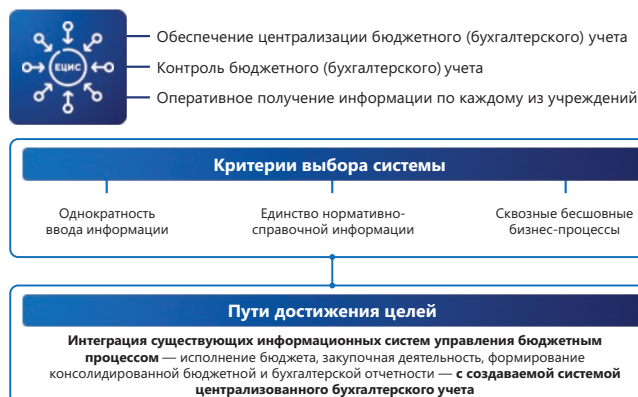 Обеспечение централизации бюджетного (бухгалтерского) учета
ЕЦИС
Контроль бюджетного (бухгалтерского) учета
Оперативное получение информации по каждому из учреждений
Критерии выбора системы
Однократность
ввода информации
Единство нормативно-
справочной информации
Сквозные бесшовные
бизнес-процессы
Пути достижения целей
Интеграция существующих информационных систем управления бюджетным
процессом — исполнение бюджета, закупочная деятельность, формирование
консолидированной бюджетной и бухгалтерской отчетности — с создаваемой системой
централизованного бухгалтерского учета